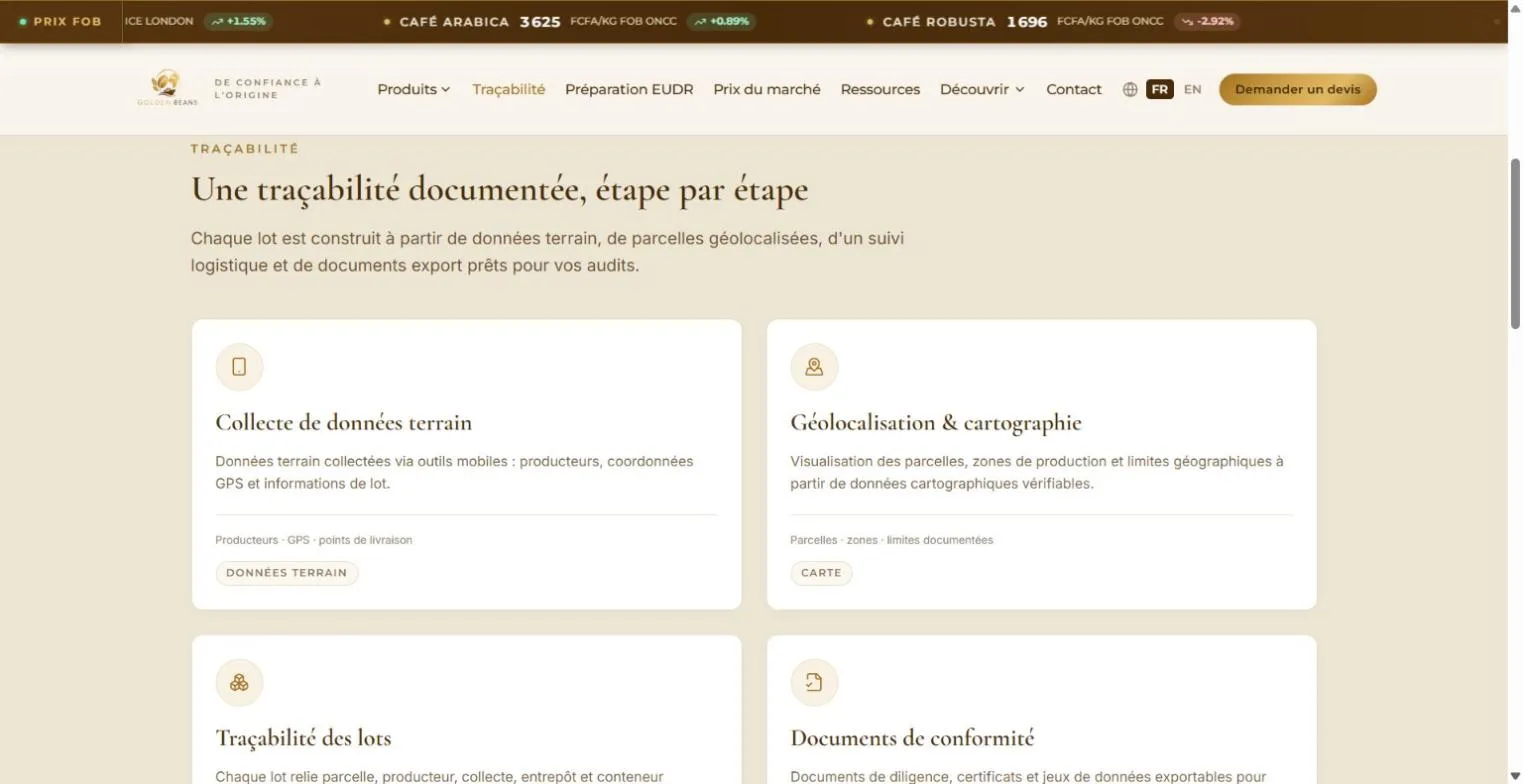 PRIX FOB
ICE LONDON +1.55%
CAFÉ ARABICA 3 625 FCFA/KG FOB ONCC +0.89%
CAFÉ ROBUSTA 1 696 FCFA/KG FOB ONCC -2.92%
GOLDEN BEANS
DE CONFIANCE À
L'ORIGINE
Produits
Traçabilité
Préparation EUDR
Prix du marché
Ressources
Découvrir
Contact
FR
EN
Demander un devis
TRAÇABILITÉ
Une traçabilité documentée, étape par étape
Chaque lot est construit à partir de données terrain, de parcelles géolocalisées, d'un suivi
logistique et de documents export prêts pour vos audits.
Collecte de données terrain
Données terrain collectées via outils mobiles : producteurs, coordonnées
GPS et informations de lot.
Producteurs · GPS · points de livraison
DONNÉES TERRAIN
Géolocalisation & cartographie
Visualisation des parcelles, zones de production et limites géographiques à
partir de données cartographiques vérifiables.
Parcelles · zones · limites documentées
CARTE
Traçabilité des lots
Chaque lot relie parcelle, producteur, collecte, entrepôt et conteneur
Documents de conformité
Documents de diligence, certificats et jeux de données exportables pour